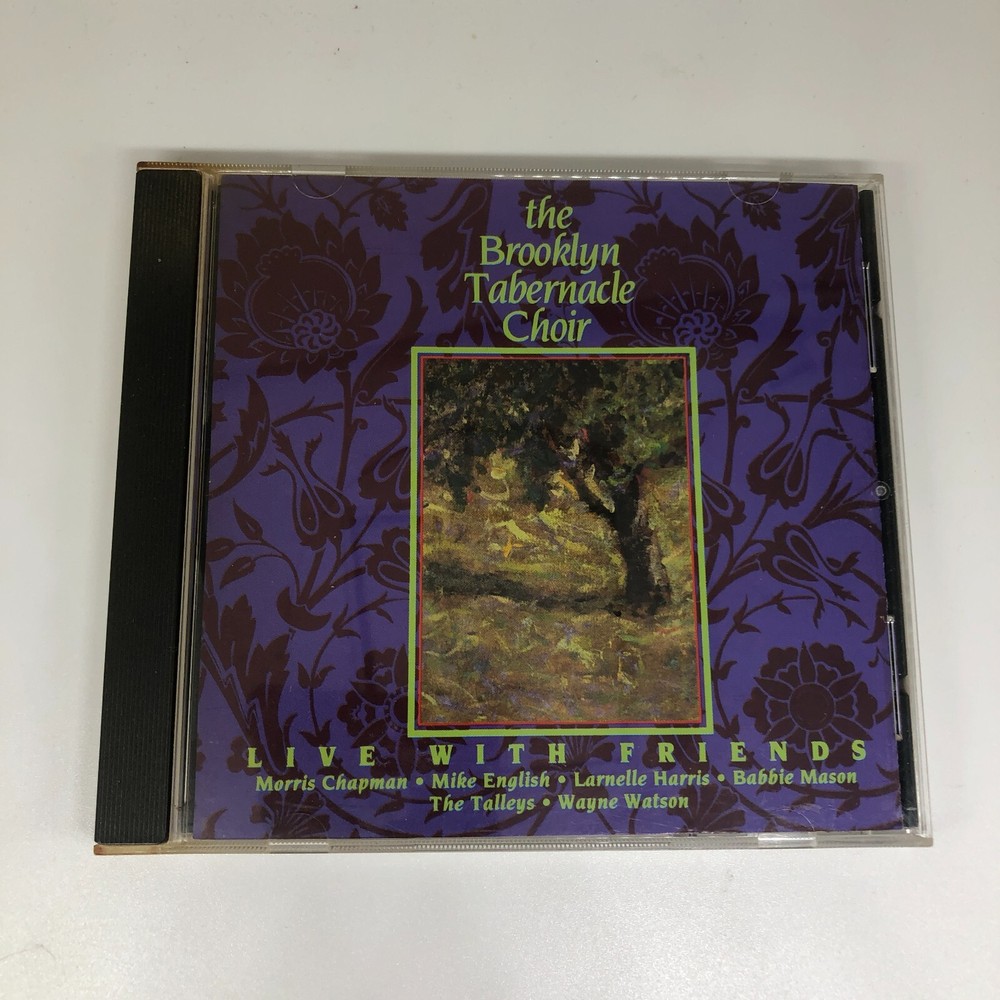 the
Brooklyn
Tabernacle
Choir
LIVE WITH FRIENDS
Morris Chapman • Mike English • Larnelle Harris • Babbie Mason
The Talleys • Wayne Watson